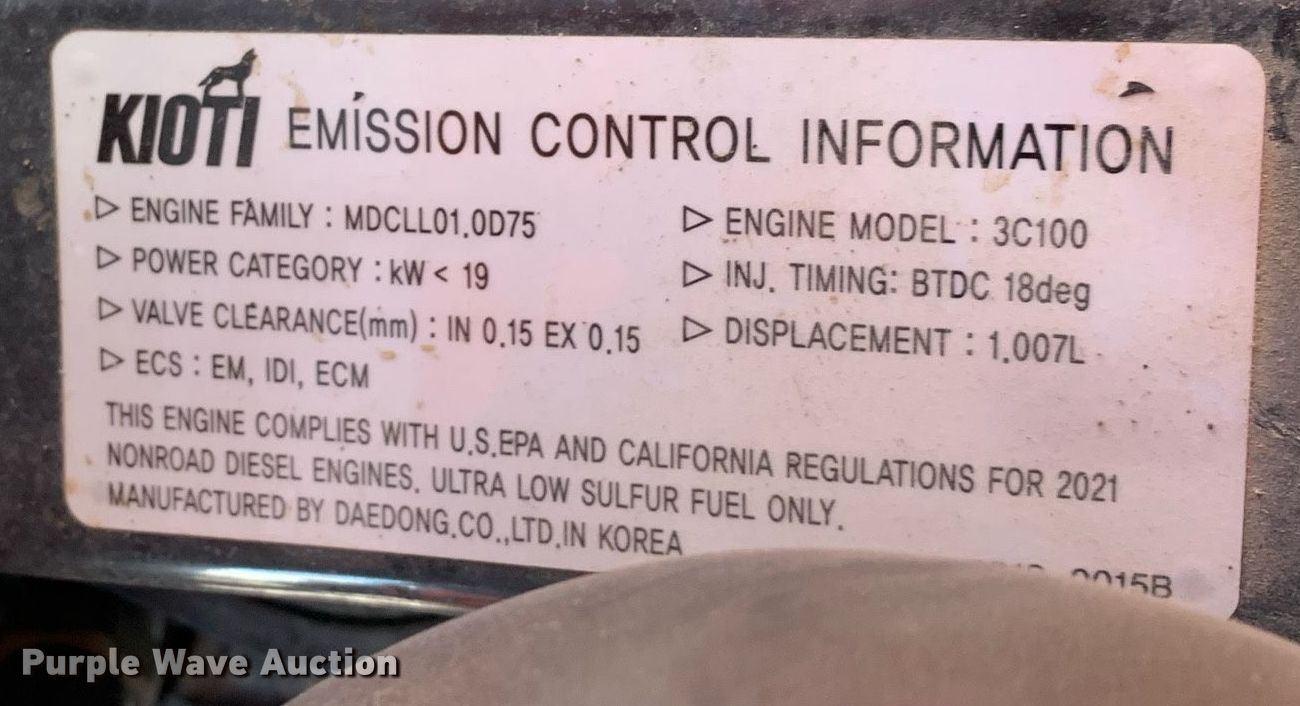 KIOTI EMISSION CONTROL INFORMATION
▷ ENGINE FAMILY : MDCLL01.0D75 ▷ ENGINE MODEL : 3C100
▷ POWER CATEGORY : kW < 19 ▷ INJ. TIMING: BTDC 18deg
▷ VALVE CLEARANCE(mm) : IN 0.15 EX 0.15 ▷ DISPLACEMENT : 1.007L
▷ ECS : EM, IDI, ECM
THIS ENGINE COMPLIES WITH U.S.EPA AND CALIFORNIA REGULATIONS FOR 2021
NONROAD DIESEL ENGINES. ULTRA LOW SULFUR FUEL ONLY.
MANUFACTURED BY DAEDONG.CO.,LTD.IN KOREA
0015B
Purple Wave Auction